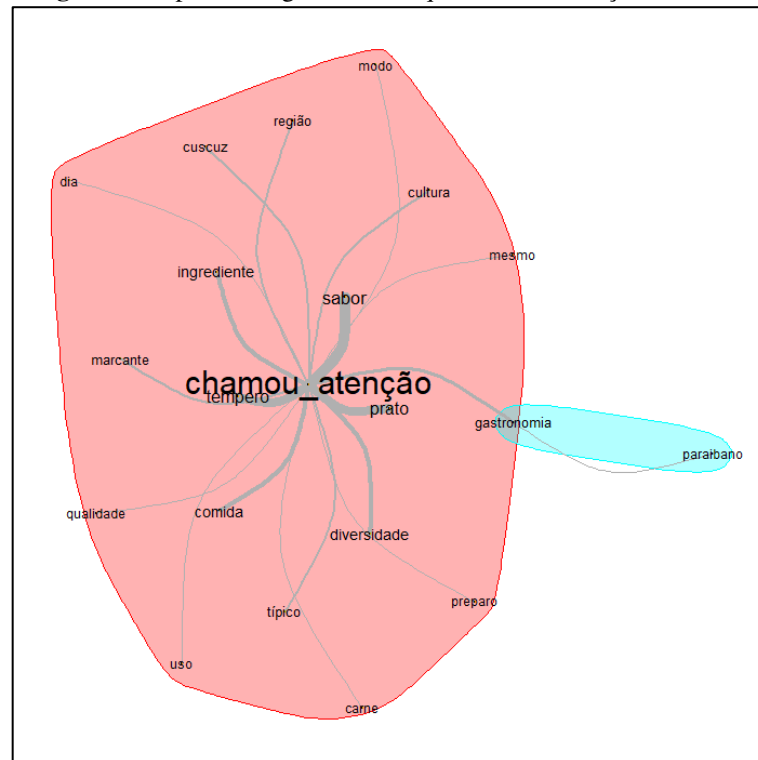 modo
região
cuscuz
dia
cultura
mesmo
ingrediente
sabor
marcante
chamou_atenção
tempero
prato
gastronomia
paraibano
qualidade
comida
diversidade
típico
preparo
uso
carne